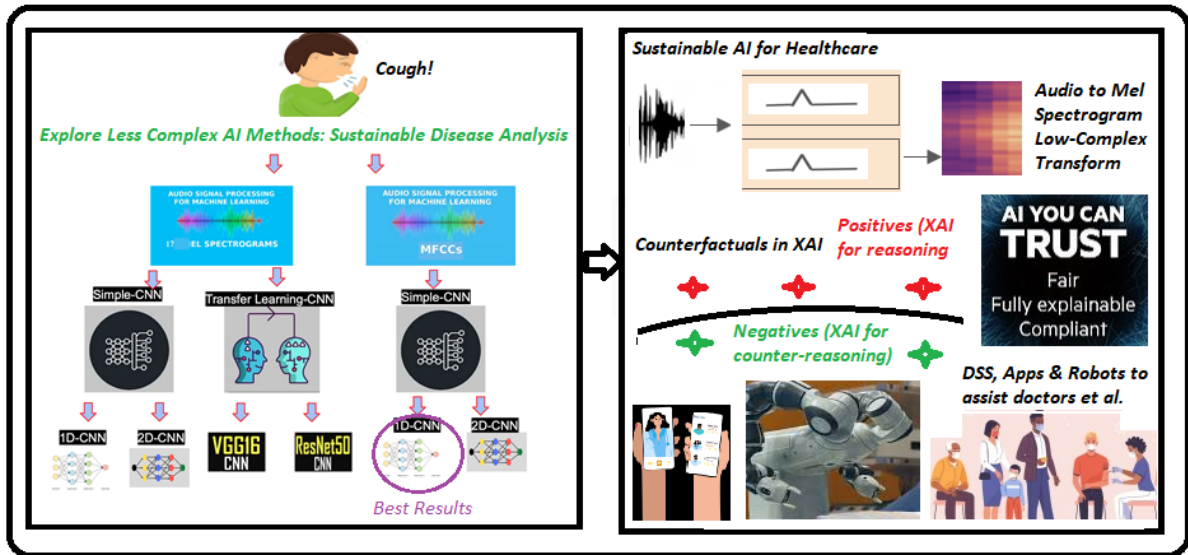 Cough!
Explore Less Complex AI Methods: Sustainable Disease Analysis
AUDIO SIGNAL PROCESSING
FOR MACHINE LEARNING
17 EL SPECTROGRAMS
AUDIO SIGNAL PROCESSING
FOR MACHINE LEARNING
MFCCs
Simple-CNN
Transfer Learning-CNN
Simple-CNN
1D-CNN
2D-CNN
VGG16
CNN
ResNet50
CNN
1D-CNN
2D-CNN
Best Results
Sustainable AI for Healthcare
Audio to Mel
Spectrogram
Low-Complex
Transform
Counterfactuals in XAI
Positives (XAI
for reasoning
Negatives (XAI for
counter-reasoning)
AI YOU CAN
TRUST
Fair
Fully explainable
Compliant
DSS, Apps & Robots to
assist doctors et al.